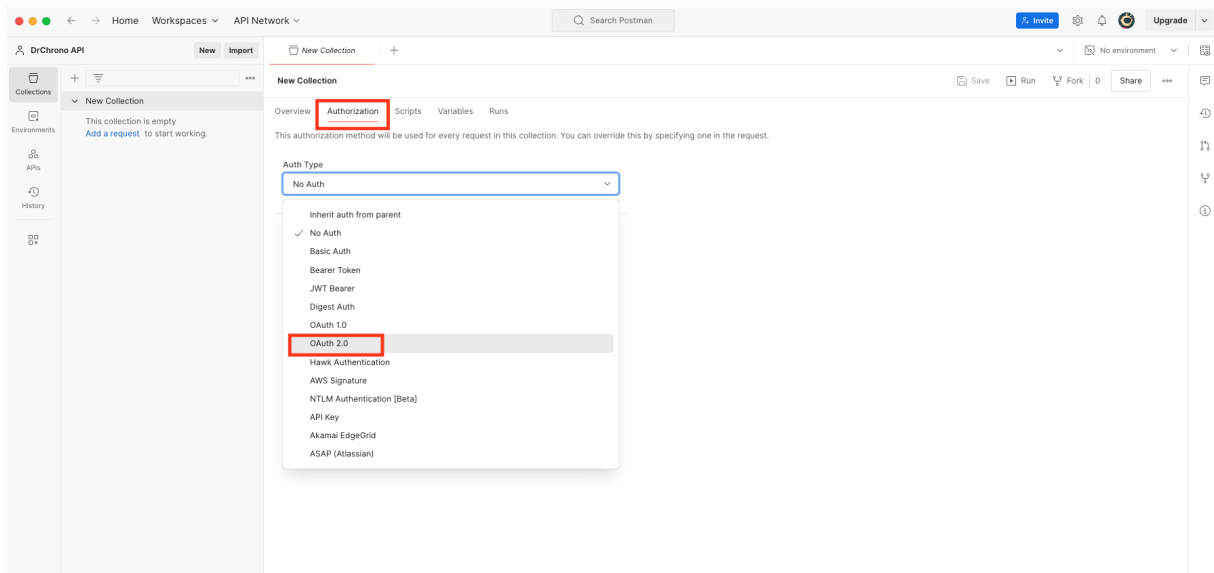 Home Workspaces API Network Search Postman Invite Upgrade
DrChrono API New Import New Collection No environment
Collections
New Collection
New Collection Save Run Fork 0 Share
Environments
This collection is empty
Add a request to start working.
Overview Authorization Scripts Variables Runs
This authorization method will be used for every request in this collection. You can override this by specifying one in the request.
APIs
History
Auth Type
No Auth
Inherit auth from parent
No Auth
Basic Auth
Bearer Token
JWT Bearer
Digest Auth
OAuth 1.0
OAuth 2.0
Hawk Authentication
AWS Signature
NTLM Authentication [Beta]
API Key
Akamai EdgeGrid
ASAP (Atlassian)